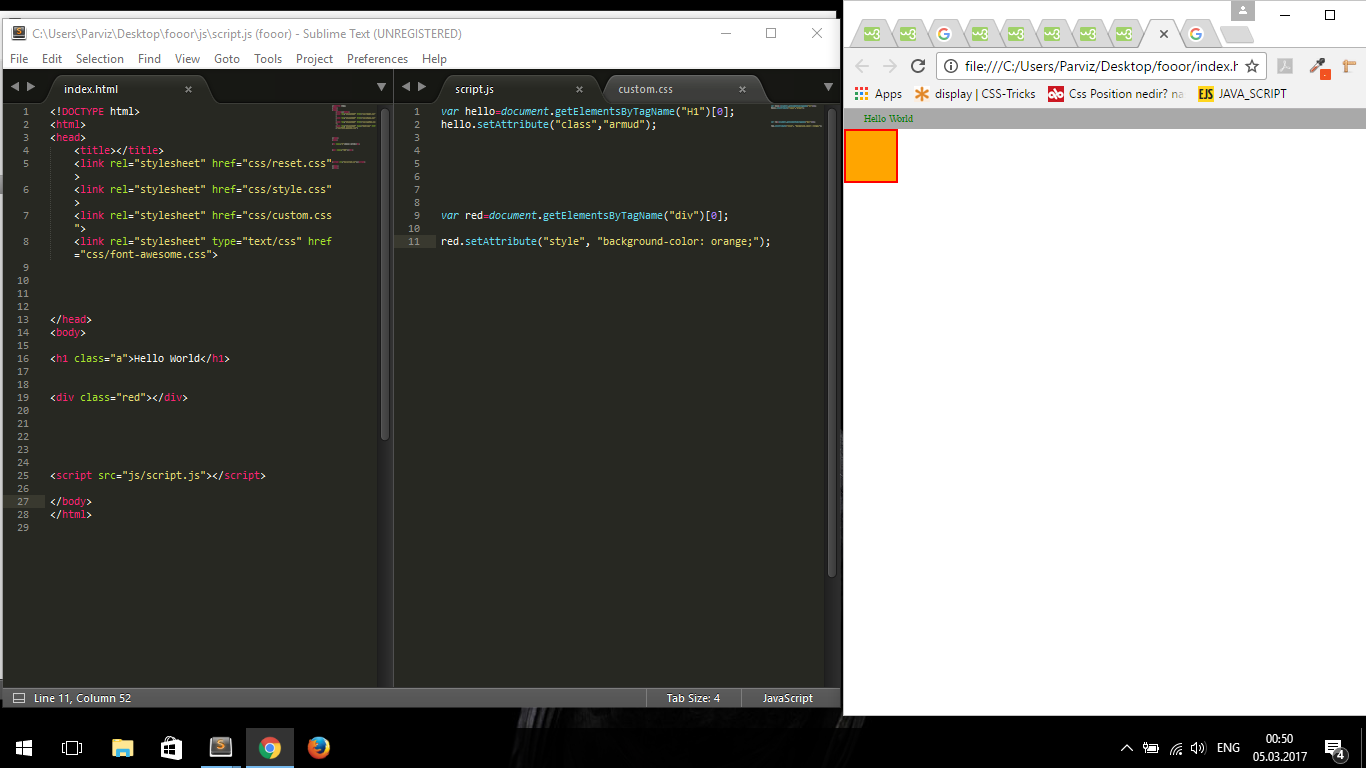 C:\Users\Parviz\Desktop\fooor\js\script.js (fooor) - Sublime Text (UNREGISTERED)
File Edit Selection Find View Goto Tools Project Preferences Help
index.html
1 <!DOCTYPE html>
2 <html>
3 <head>
4 <title></title>
5 <link rel="stylesheet" href="css/reset.css"
>
6 <link rel="stylesheet" href="css/style.css"
>
7 <link rel="stylesheet" href="css/custom.css
">
8 <link rel="stylesheet" type="text/css" href
="css/font-awesome.css">
9
10
11
12
13 </head>
14 <body>
15
16 <h1 class="a">Hello World</h1>
17
18
19 <div class="red"></div>
20
21
22
23
24
25 <script src="js/script.js"></script>
26
27 </body>
28 </html>
29
script.js custom.css
1 var hello=document.getElementsByTagName("H1")[0];
2 hello.setAttribute("class","armud");
3
4
5
6
7
8
9 var red=document.getElementsByTagName("div")[0];
10
11 red.setAttribute("style", "background-color: orange;");
Line 11, Column 52
Tab Size: 4 JavaScript
file:///C:/Users/Parviz/Desktop/fooor/index.h
Apps display | CSS-Tricks Css Position nedir? na EJS JAVA_SCRIPT
Hello World
ENG
00:50
05.03.2017
4